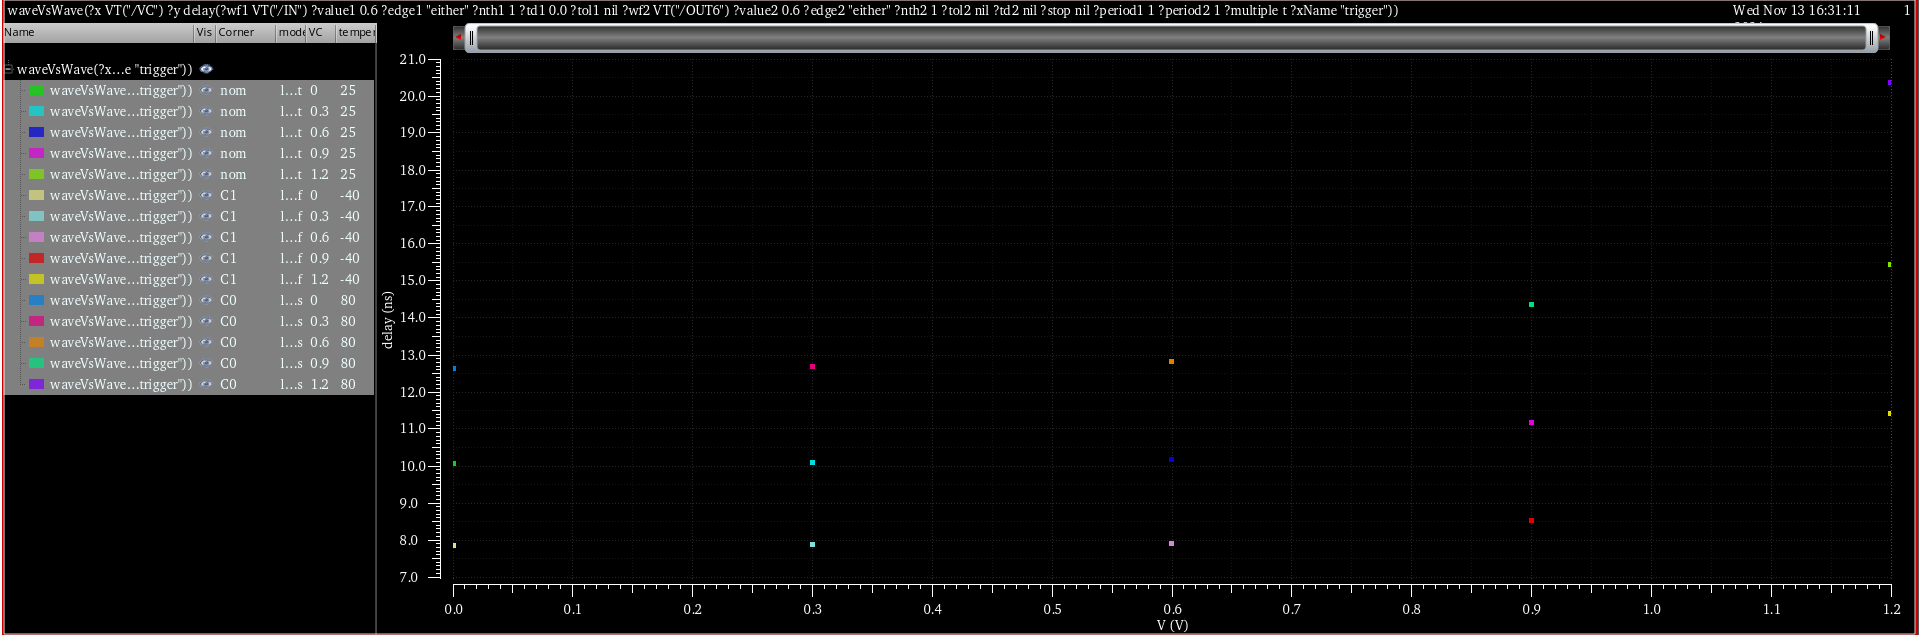 waveVsWave(?x VT("/VC") ?y delay(?wf1 VT("/IN") ?value1 0.6 ?edge1 "either" ?nth1 1 ?td1 0.0 ?tol1 nil ?wf2 VT("/OUT6") ?value2 0.6 ?edge2 "either" ?nth2 1 ?tol2 nil ?td2 nil ?stop nil ?period1 1 ?period2 1 ?multiple t ?xName "trigger"))
Wed Nov 13 16:31:11 1
Name Vis Corner mode VC temper
waveVsWave(?x...e "trigger"))
waveVsWave...trigger")) nom l...t 0 25
waveVsWave...trigger")) nom l...t 0.3 25
waveVsWave...trigger")) nom l...t 0.6 25
waveVsWave...trigger")) nom l...t 0.9 25
waveVsWave...trigger")) nom l...t 1.2 25
waveVsWave...trigger")) C1 l...f 0 -40
waveVsWave...trigger")) C1 l...f 0.3 -40
waveVsWave...trigger")) C1 l...f 0.6 -40
waveVsWave...trigger")) C1 l...f 0.9 -40
waveVsWave...trigger")) C1 l...f 1.2 -40
waveVsWave...trigger")) C0 l...s 0 80
waveVsWave...trigger")) C0 l...s 0.3 80
waveVsWave...trigger")) C0 l...s 0.6 80
waveVsWave...trigger")) C0 l...s 0.9 80
waveVsWave...trigger")) C0 l...s 1.2 80
delay (ns)
21.0
20.0
19.0
18.0
17.0
16.0
15.0
14.0
13.0
12.0
11.0
10.0
9.0
8.0
7.0
0.0 0.1 0.2 0.3 0.4 0.5 0.6 0.7 0.8 0.9 1.0 1.1 1.2
V (V)